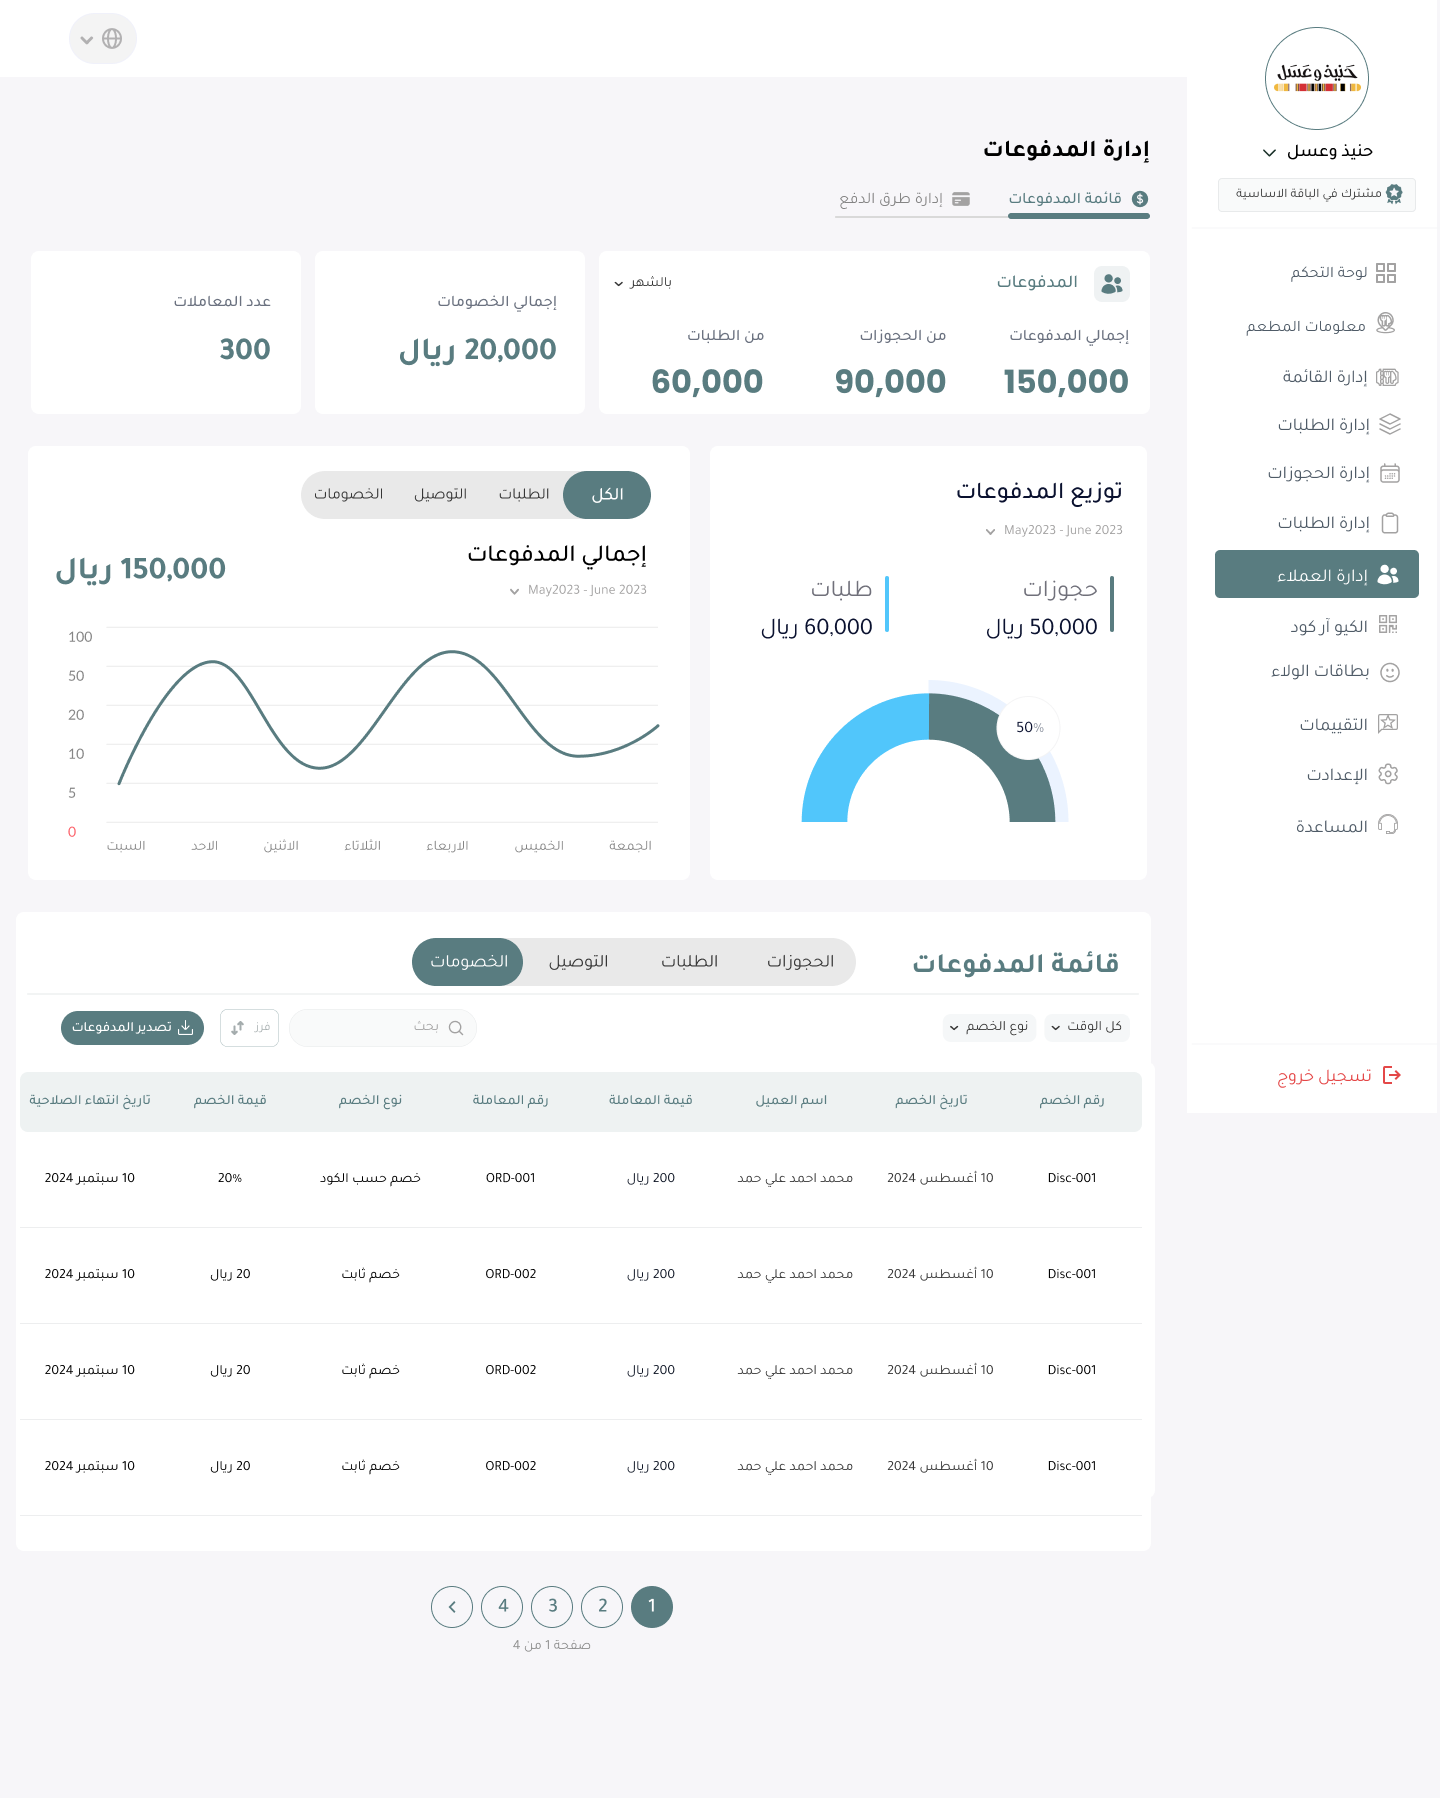 حنيذ وعسل
حنيذ وعسل
مشترك في الباقة الاساسية
لوحة التحكم
معلومات المطعم
إدارة القائمة
إدارة الطلبات
إدارة الحجوزات
إدارة الطلبات
إدارة العملاء
الكيو آر كود
بطاقات الولاء
التقييمات
الإعدادت
المساعدة
تسجيل خروج
إدارة المدفوعات
قائمة المدفوعات
إدارة طرق الدفع
المدفوعات
بالشهر
إجمالي المدفوعات
من الحجوزات
من الطلبات
150,000
90,000
60,000
إجمالي الخصومات
20,000 ريال
عدد المعاملات
300
توزيع المدفوعات
May2023 - June 2023
حجوزات
50,000 ريال
طلبات
60,000 ريال
50%
الكل الطلبات التوصيل الخصومات
إجمالي المدفوعات
150,000 ريال
May2023 - June 2023
100
50
20
10
5
0
الجمعة الخميس الاربعاء الثلاثاء الاثنين الاحد السبت
قائمة المدفوعات
الحجوزات الطلبات التوصيل الخصومات
كل الوقت
نوع الخصم
بحث
فرز
تصدير المدفوعات
رقم الخصم تاريخ الخصم اسم العميل قيمة المعاملة رقم المعاملة نوع الخصم قيمة الخصم تاريخ انتهاء الصلاحية
Disc-001 10 أغسطس 2024 محمد احمد علي حمد 200 ريال ORD-001 خصم حسب الكود 20% 10 سبتمبر 2024
Disc-001 10 أغسطس 2024 محمد احمد علي حمد 200 ريال ORD-002 خصم ثابت 20 ريال 10 سبتمبر 2024
Disc-001 10 أغسطس 2024 محمد احمد علي حمد 200 ريال ORD-002 خصم ثابت 20 ريال 10 سبتمبر 2024
Disc-001 10 أغسطس 2024 محمد احمد علي حمد 200 ريال ORD-002 خصم ثابت 20 ريال 10 سبتمبر 2024
1 2 3 4
صفحة 1 من 4